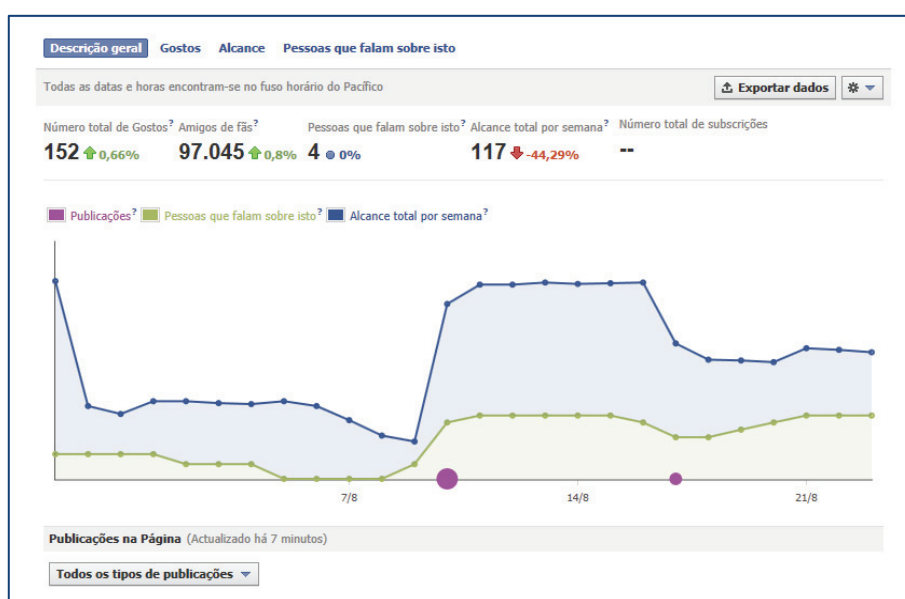 Descrição geral Gostos Alcance Pessoas que falam sobre isto
Todas as datas e horas encontram-se no fuso horário do Pacífico Exportar dados
Número total de Gostos? Amigos de fãs? Pessoas que falam sobre isto? Alcance total por semana? Número total de subscrições
152 0,66% 97.045 0,8% 4 0% 117 -44,29% --
Publicações? Pessoas que falam sobre isto? Alcance total por semana?
7/8 14/8 21/8
Publicações na Página (Actualizado há 7 minutos)
Todos os tipos de publicações